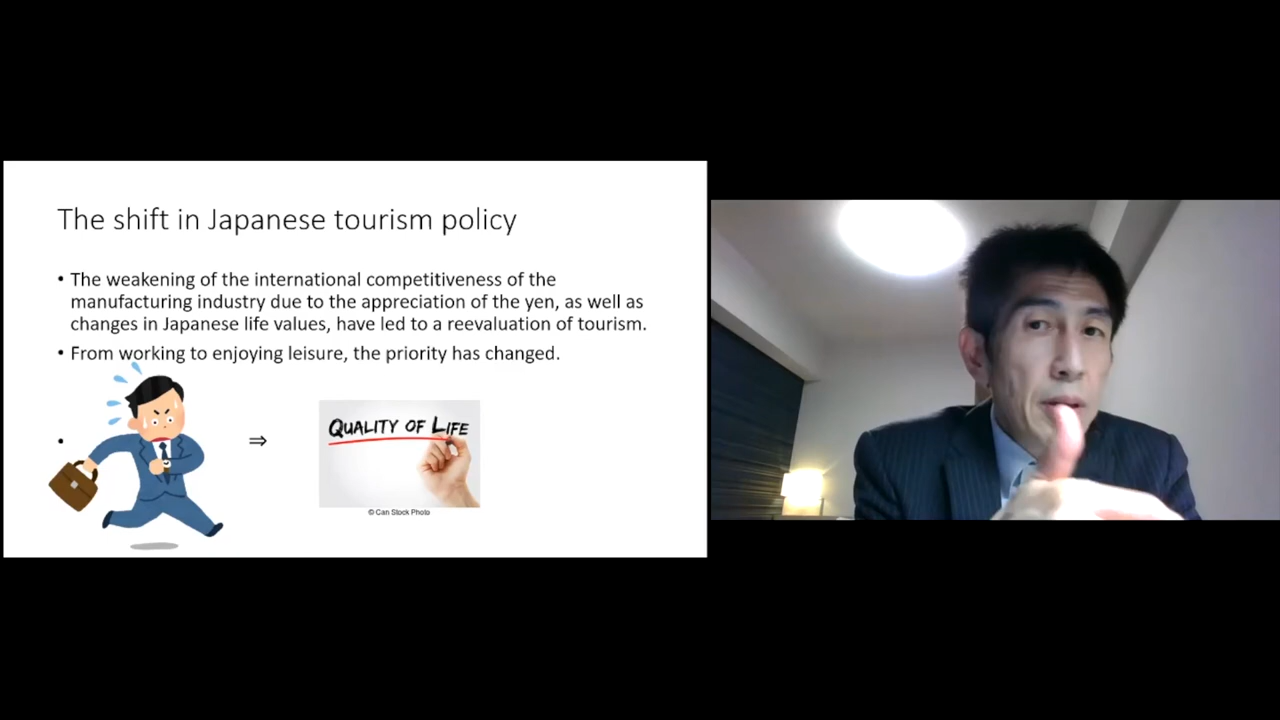 The shift in Japanese tourism policy
• The weakening of the international competitiveness of the
manufacturing industry due to the appreciation of the yen, as well as
changes in Japanese life values, have led to a reevaluation of tourism.
• From working to enjoying leisure, the priority has changed.
• ⇒
QUALITY OF LIFE
© Can Stock Photo